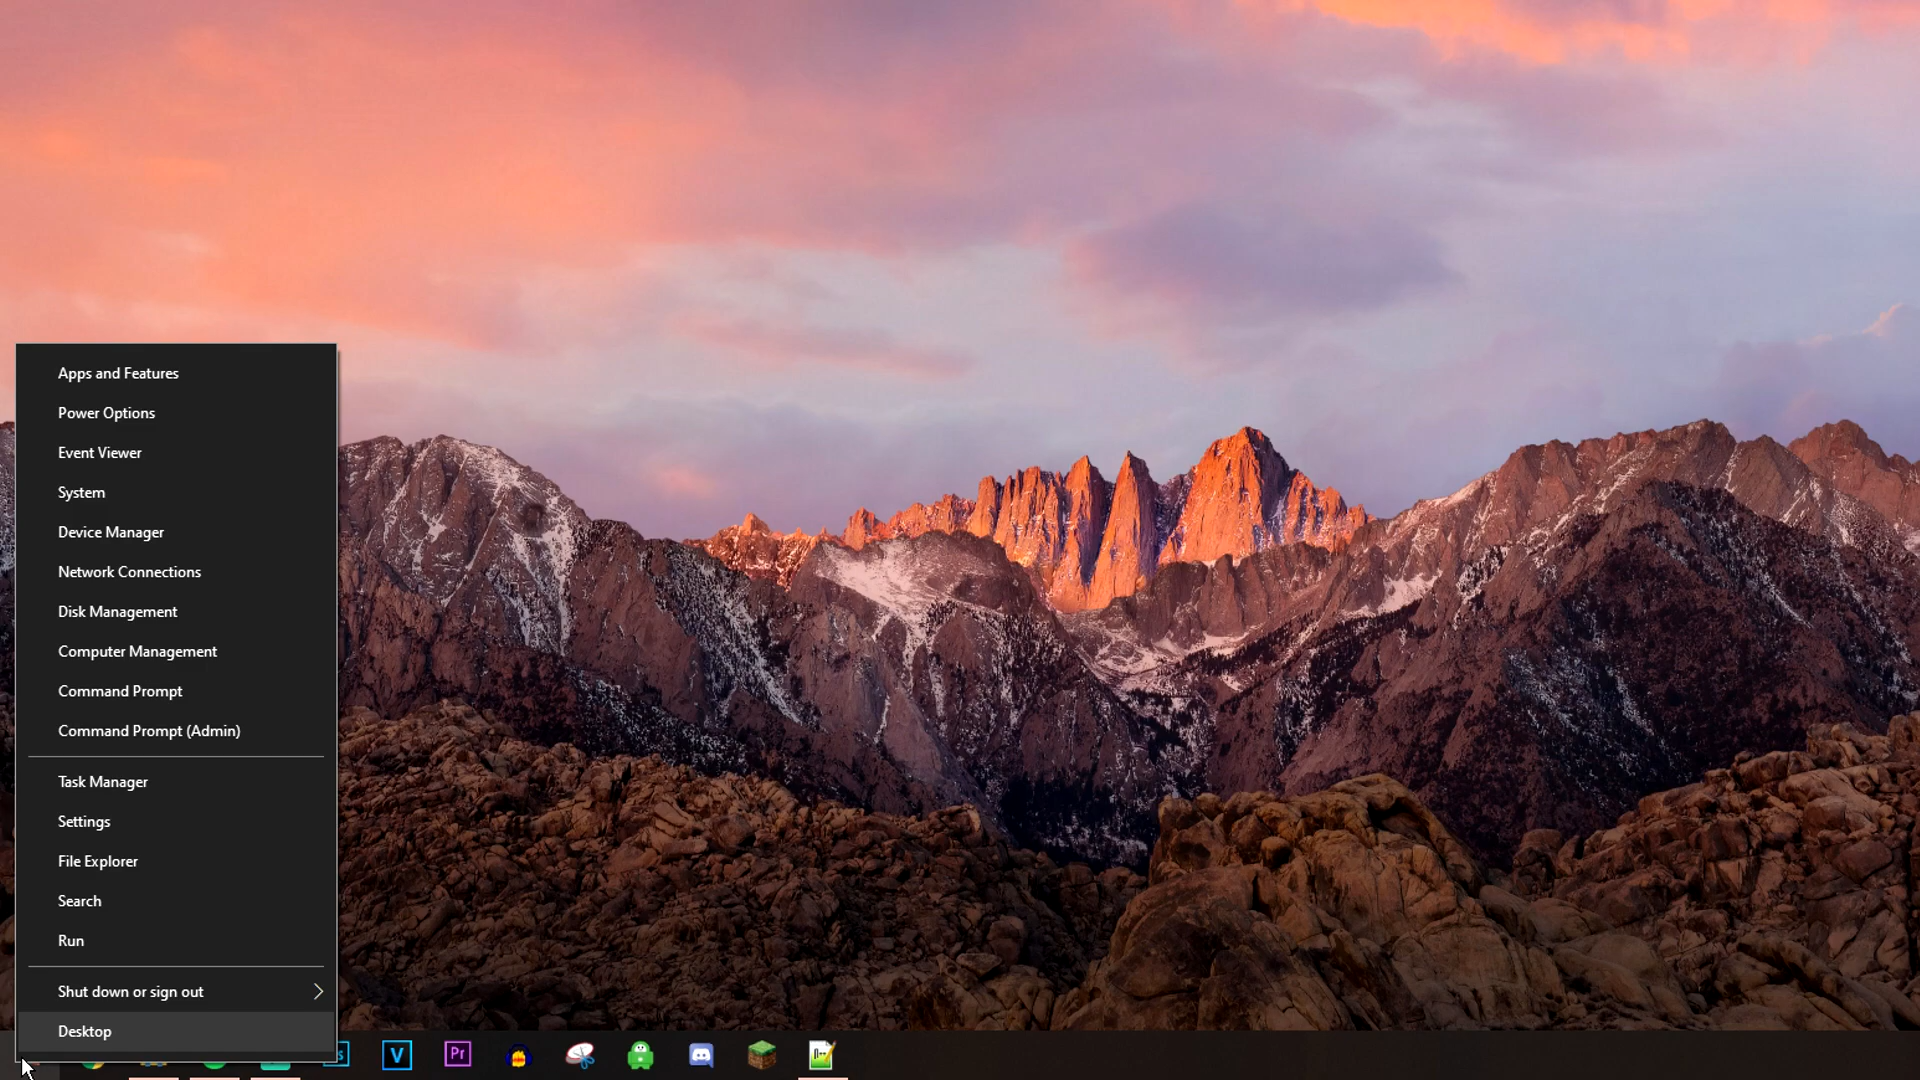 Apps and Features
Power Options
Event Viewer
System
Device Manager
Network Connections
Disk Management
Computer Management
Command Prompt
Command Prompt (Admin)
Task Manager
Settings
File Explorer
Search
Run
Shut down or sign out
Desktop
s V Pr